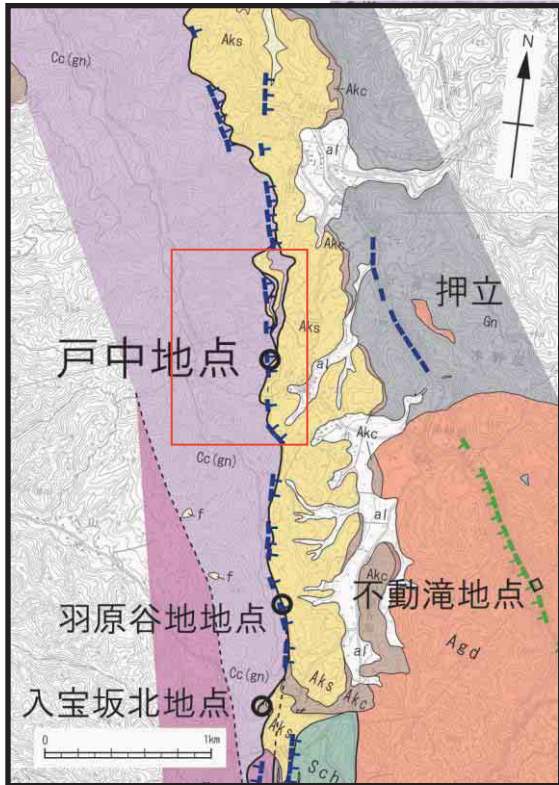 Cc(gn)
Aks
N
Akc
al
Akc
押立
Gn
戸中地点
Aks
al
Akc
Cc(gn)
al
f
Akc
不動滝地点
羽原谷地地点
f
Agd
al
Cc(gn)
Aks
Akc
入宝坂北地点
Aks
0
1km
Sch